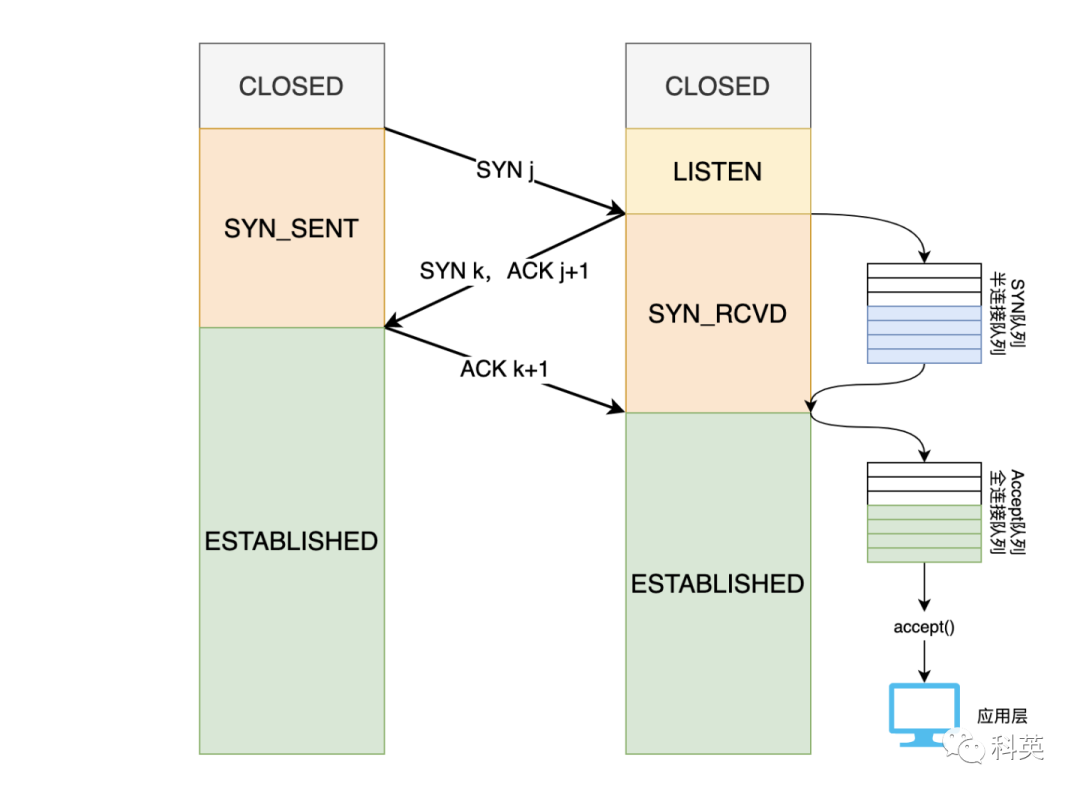 CLOSED
CLOSED
SYN j
LISTEN
SYN_SENT
SYN k，ACK j+1
SYN_RCVD
SYN队列
半连接队列
ACK k+1
Accept队列
全连接队列
ESTABLISHED
ESTABLISHED
accept()
应用层
科英